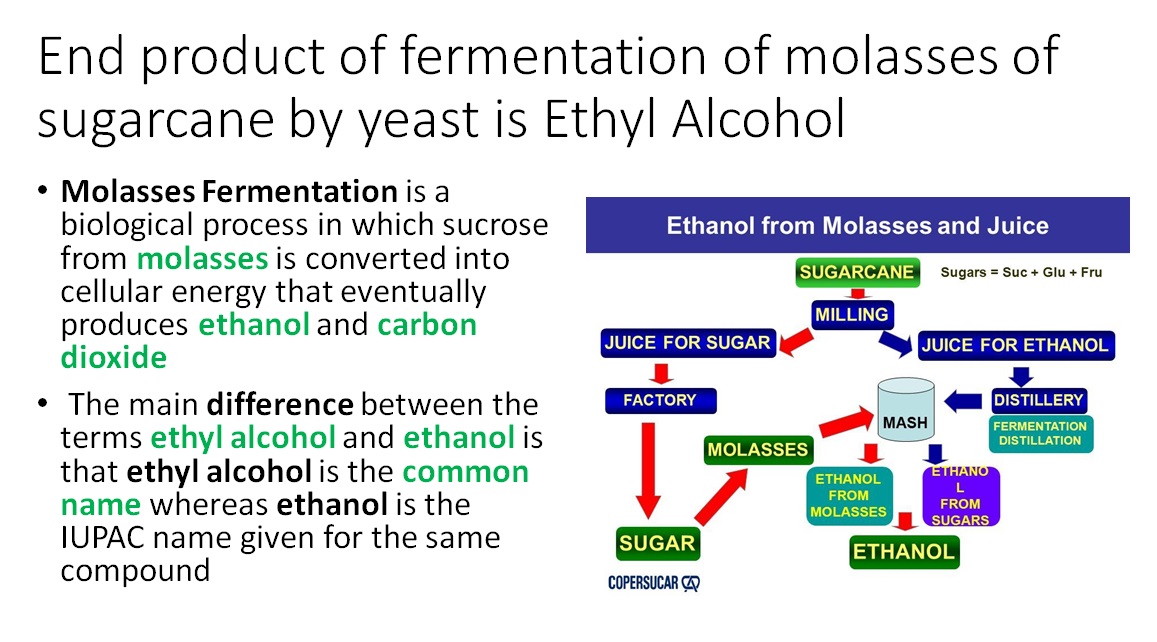 End product of fermentation of molasses of
sugarcane by yeast is Ethyl Alcohol
• Molasses Fermentation is a
biological process in which sucrose
from molasses is converted into
cellular energy that eventually
produces ethanol and carbon
dioxide
• The main difference between the
terms ethyl alcohol and ethanol is
that ethyl alcohol is the common
name whereas ethanol is the
IUPAC name given for the same
compound
Ethanol from Molasses and Juice
SUGARCANE
Sugars = Suc + Glu + Fru
MILLING
JUICE FOR SUGAR
JUICE FOR ETHANOL
FACTORY
DISTILLERY
MASH
FERMENTATION
DISTILLATION
MOLASSES
ETHANOL
FROM
MOLASSES
ETHANO
L
FROM
SUGARS
SUGAR
ETHANOL
COPERSUCAR